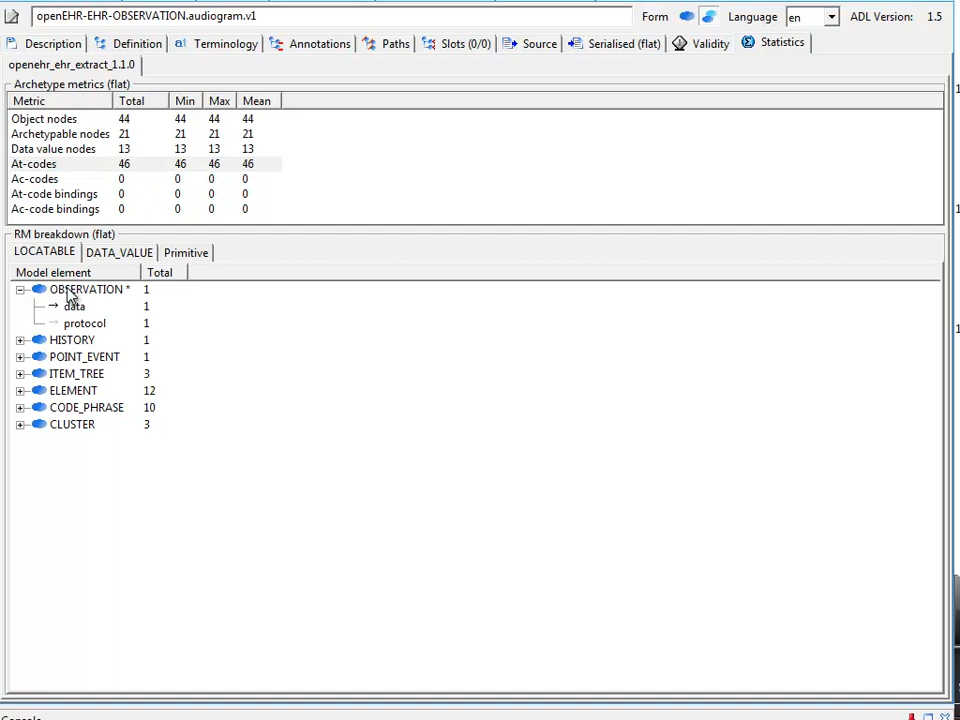 openEHR-EHR-OBSERVATION.audiogram.v1 Form Language en ADL Version: 1.5
Description Definition at Terminology Annotations Paths Slots (0/0) Source Serialised (flat) Validity Statistics
openehr_ehr_extract_1.1.0
Archetype metrics (flat)
Metric Total Min Max Mean
Object nodes 44 44 44 44
Archetypable nodes 21 21 21 21
Data value nodes 13 13 13 13
At-codes 46 46 46 46
Ac-codes 0 0 0 0
At-code bindings 0 0 0 0
Ac-code bindings 0 0 0 0
RM breakdown (flat)
LOCATABLE DATA_VALUE Primitive
Model element Total
OBSERVATION * 1
data 1
protocol 1
HISTORY 1
POINT_EVENT 1
ITEM_TREE 3
ELEMENT 12
CODE_PHRASE 10
CLUSTER 3
Console